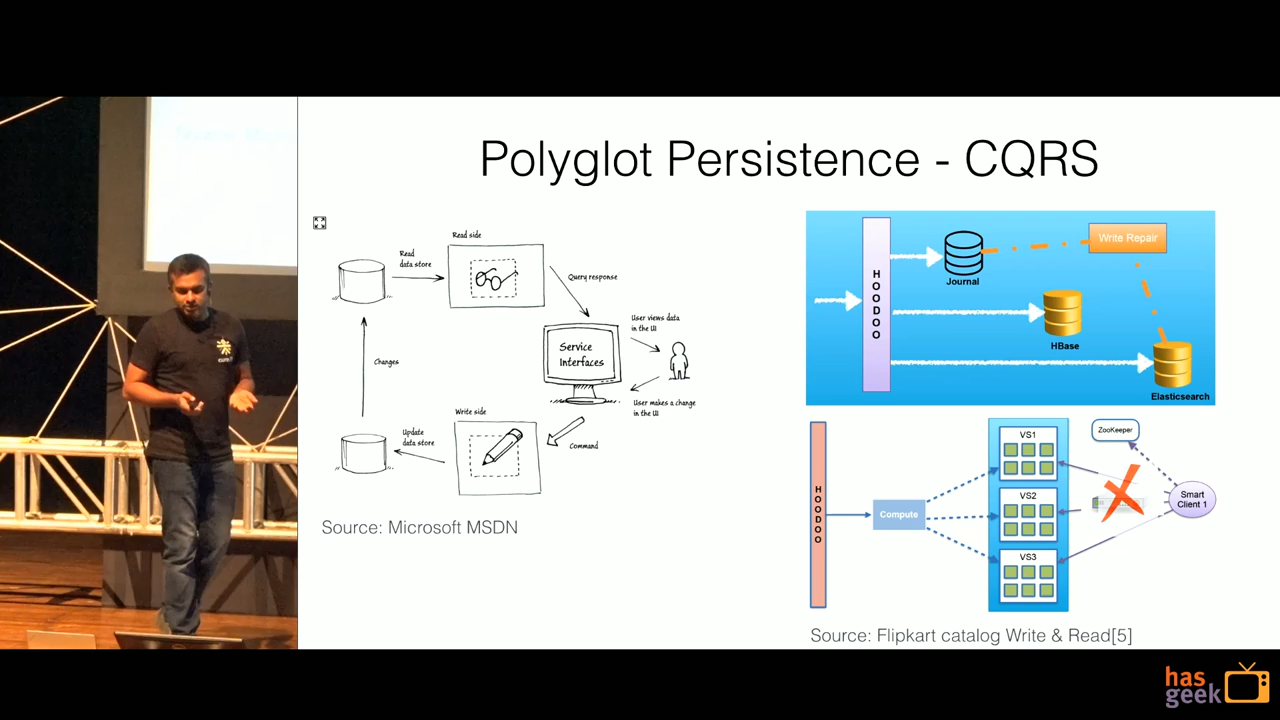 Polyglot Persistence - CQRS
Read side
Read
data store
Query response
User views data
in the UI
Service
Interfaces
Changes
User makes a change
in the UI
Write side
Update
data store
Command
Source: Microsoft MSDN
HOODOO
Journal
Write Repair
HBase
Elasticsearch
HOODOO
Compute
VS1
VS2
VS3
ZooKeeper
Smart
Client 1
Source: Flipkart catalog Write & Read[5]
has
geek